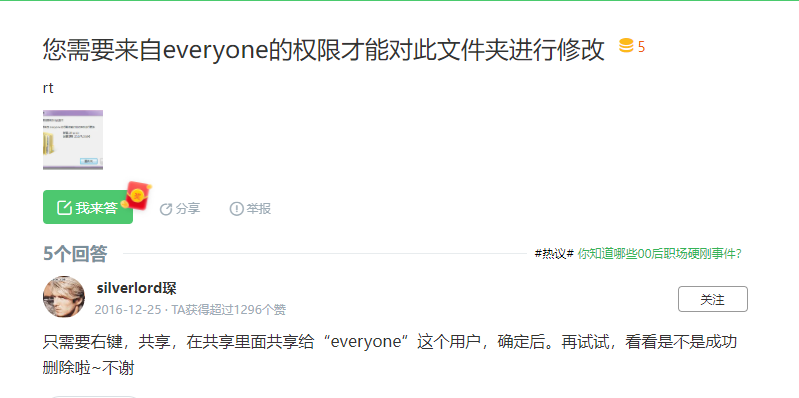 您需要来自everyone的权限才能对此文件夹进行修改 5
rt
我来答 分享 举报
5个回答 #热议# 你知道哪些00后职场硬刚事件?
silverlord琛
2016-12-25 · TA获得超过1296个赞
关注
只需要右键，共享，在共享里面共享给“everyone”这个用户，确定后。再试试，看看是不是成功
删除啦~不谢